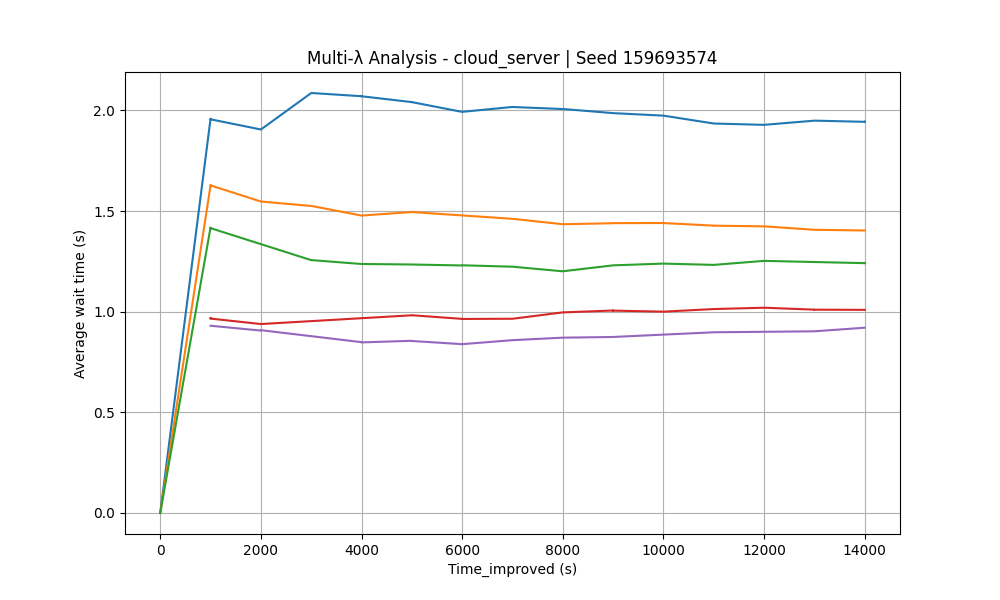 Multi-λ Analysis - cloud_server | Seed 159693574
Average wait time (s)
2.0
1.5
1.0
0.5
0.0
0 2000 4000 6000 8000 10000 12000 14000
Time_improved (s)